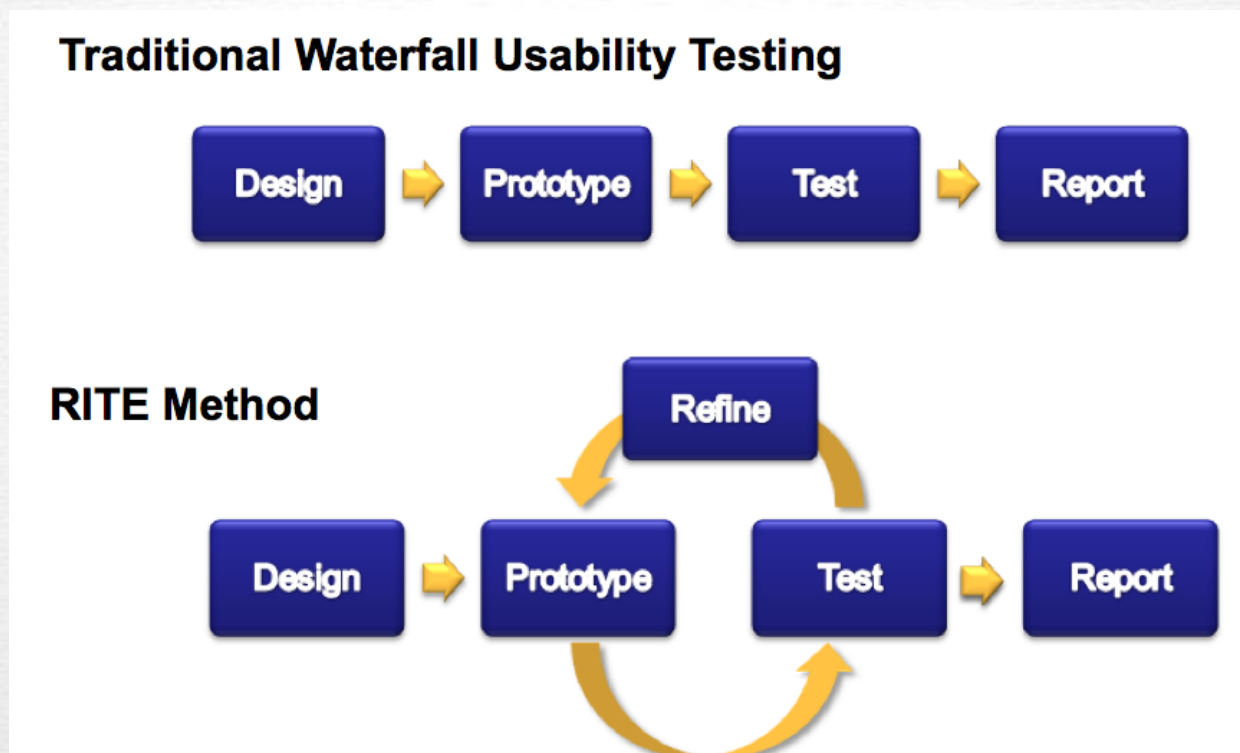 Traditional Waterfall Usability Testing
Design
Prototype
Test
Report
RITE Method
Refine
Design
Prototype
Test
Report